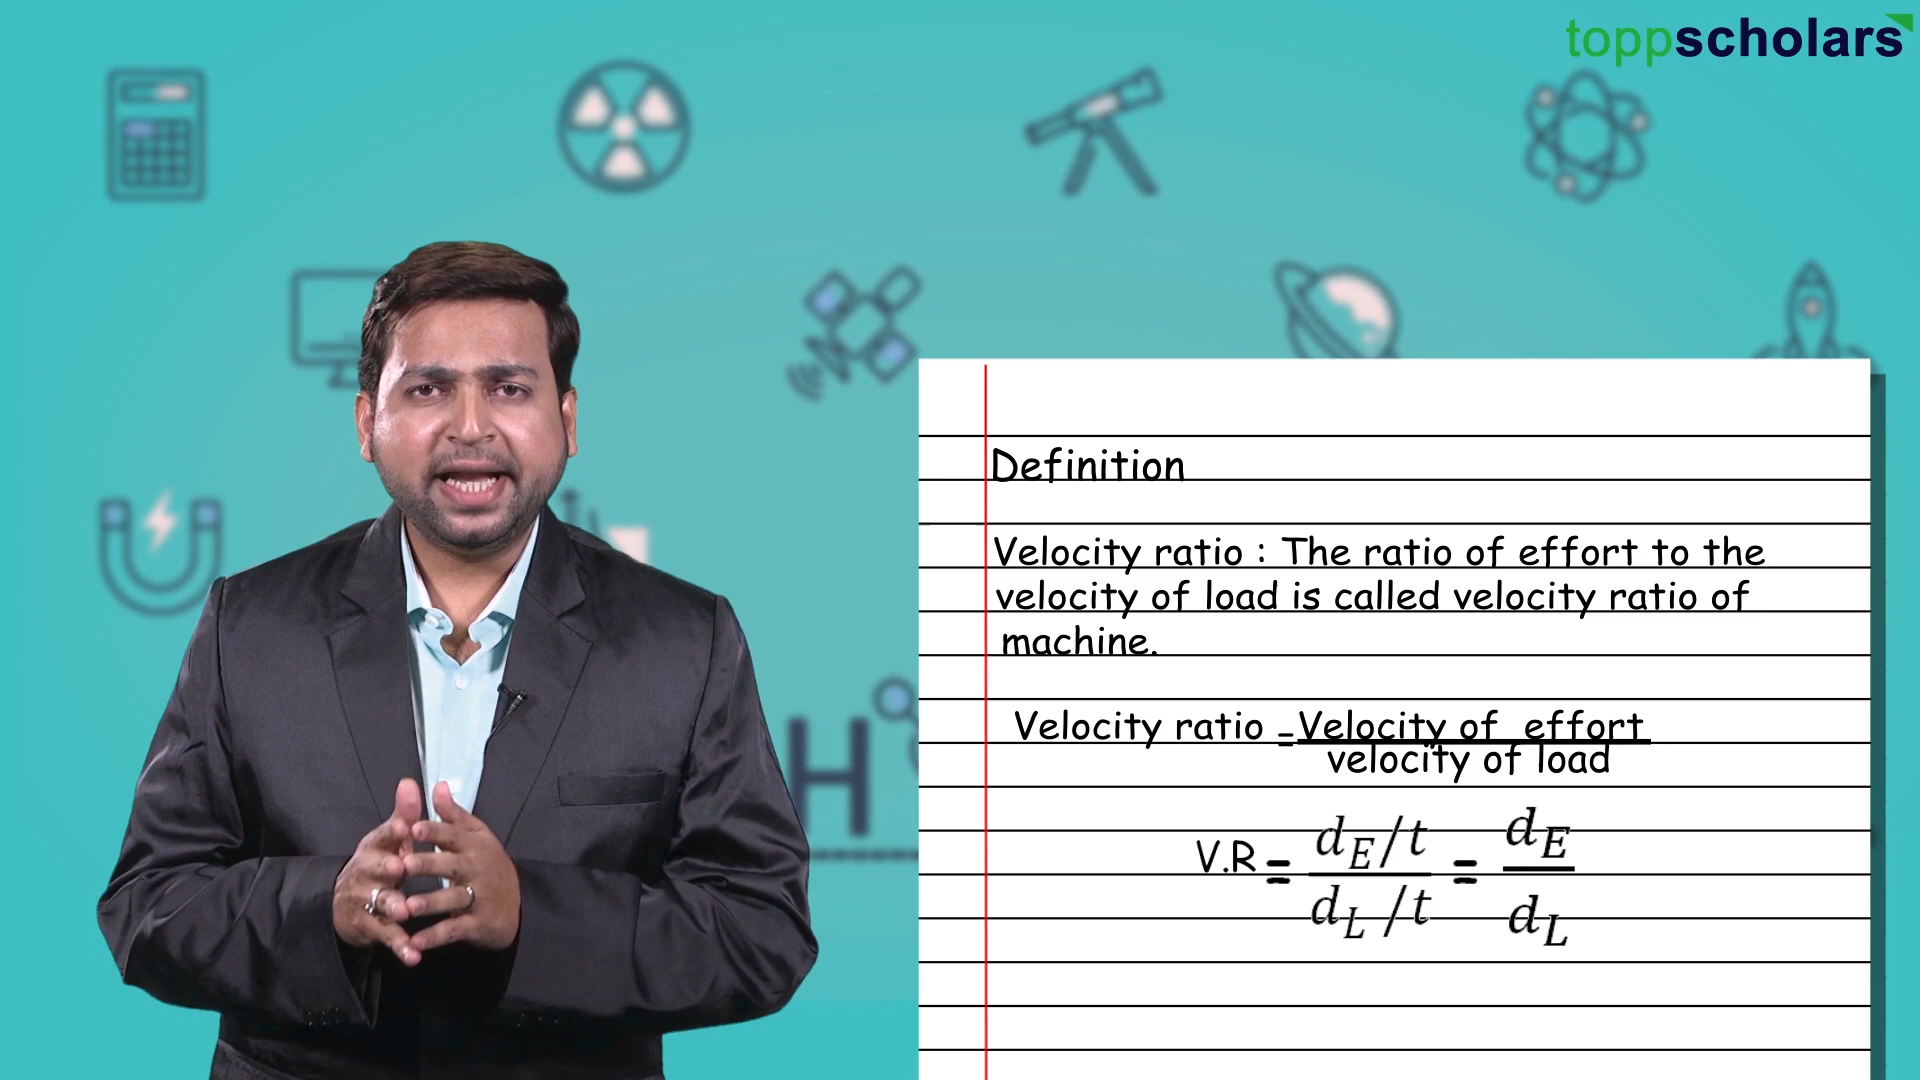 toppscholars
Definition
Velocity ratio : The ratio of effort to the
velocity of load is called velocity ratio of
machine.
Velocity ratio = Velocity of effort
velocity of load
V.R = d_E/t / d_L/t = d_E / d_L
H